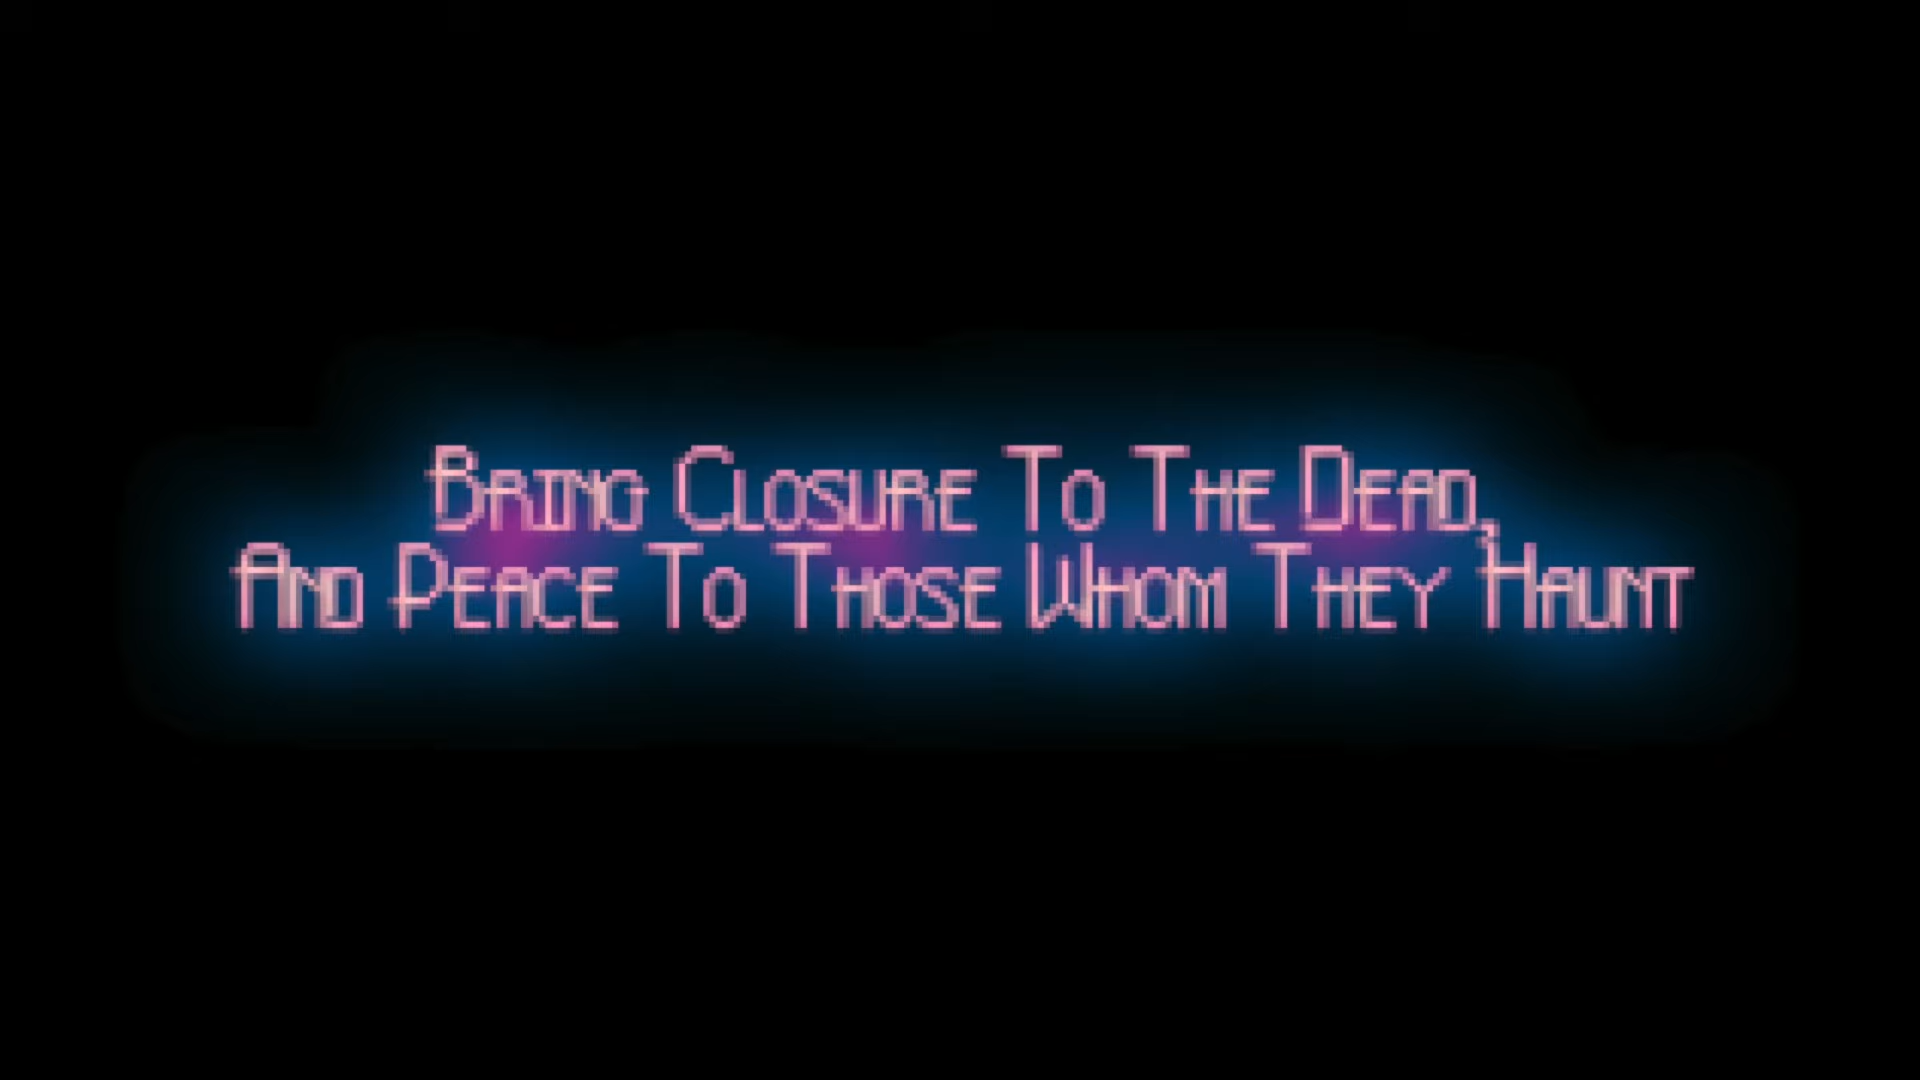 Bring Closure To The Dead,
And Peace To Those Whom They Haunt